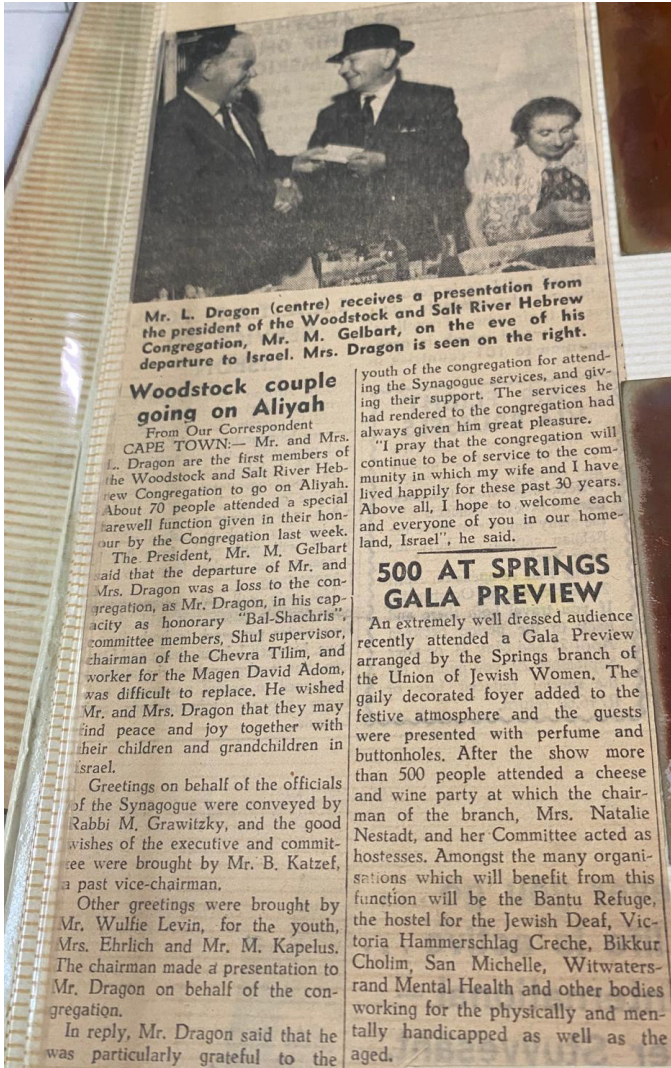 Mr. L. Dragon (centre) receives a presentation from
the president of the Woodstock and Salt River Hebrew
Congregation, Mr. M. Gelbart, on the eve of his
departure to Israel. Mrs. Dragon is seen on the right.
Woodstock couple
going on Aliyah
From Our Correspondent
CAPE TOWN:— Mr. and Mrs.
L. Dragon are the first members of
the Woodstock and Salt River Heb-
rew Congregation to go on Aliyah.
About 70 people attended a special
farewell function given in their hon-
our by the Congregation last week.
The President, Mr. M. Gelbart
said that the departure of Mr. and
Mrs. Dragon was a loss to the con-
gregation, as Mr. Dragon, in his cap-
acity as honorary "Bal-Shachris",
committee members, Shul supervisor,
chairman of the Chevra Tilim, and
worker for the Magen David Adom,
was difficult to replace. He wished
Mr. and Mrs. Dragon that they may
find peace and joy together with
their children and grandchildren in
Israel.
Greetings on behalf of the officials
of the Synagogue were conveyed by
Rabbi M. Grawitzky, and the good
wishes of the executive and commit-
tee were brought by Mr. B. Katzef,
a past vice-chairman.
Other greetings were brought by
Mr. Wulfie Levin, for the youth,
Mrs. Ehrlich and Mr. M. Kapelus.
The chairman made a presentation to
Mr. Dragon on behalf of the con-
gregation.
In reply, Mr. Dragon said that he
was particularly grateful to the
youth of the congregation for attend-
ing the Synagogue services, and giv-
ing their support. The services he
had rendered to the congregation had
always given him great pleasure.
"I pray that the congregation will
continue to be of service to the com-
munity in which my wife and I have
lived happily for these past 30 years.
Above all, I hope to welcome each
and everyone of you in our home-
land, Israel", he said.
500 AT SPRINGS
GALA PREVIEW
An extremely well dressed audience
recently attended a Gala Preview
arranged by the Springs branch of
the Union of Jewish Women. The
gaily decorated foyer added to the
festive atmosphere and the guests
were presented with perfume and
buttonholes. After the show more
than 500 people attended a cheese
and wine party at which the chair-
man of the branch, Mrs. Natalie
Nestadt, and her Committee acted as
hostesses. Amongst the many organi-
sations which will benefit from this
function will be the Bantu Refuge,
the hostel for the Jewish Deaf, Vic-
toria Hammerschlag Creche, Bikkur
Cholim, San Michelle, Witwaters-
rand Mental Health and other bodies
working for the physically and men-
tally handicapped as well as the
aged.